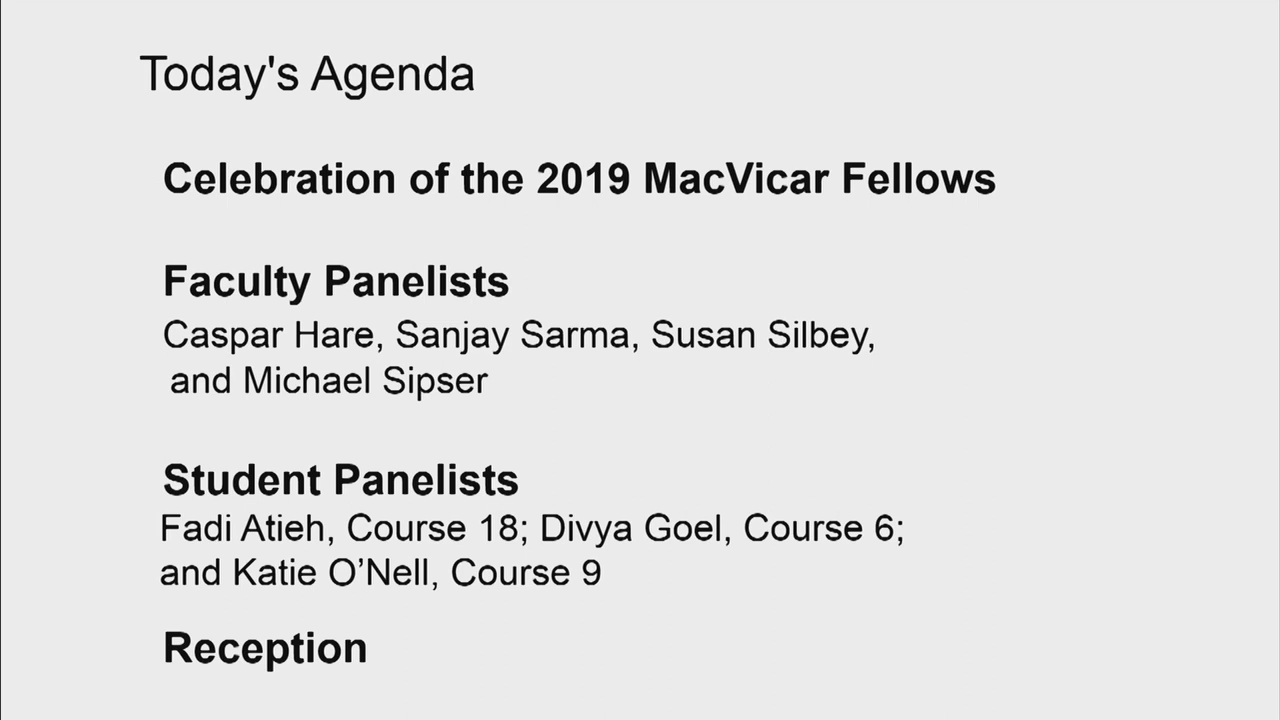 Today's Agenda
Celebration of the 2019 MacVicar Fellows
Faculty Panelists
Caspar Hare, Sanjay Sarma, Susan Silbey,
and Michael Sipser
Student Panelists
Fadi Atieh, Course 18; Divya Goel, Course 6;
and Katie O’Nell, Course 9
Reception